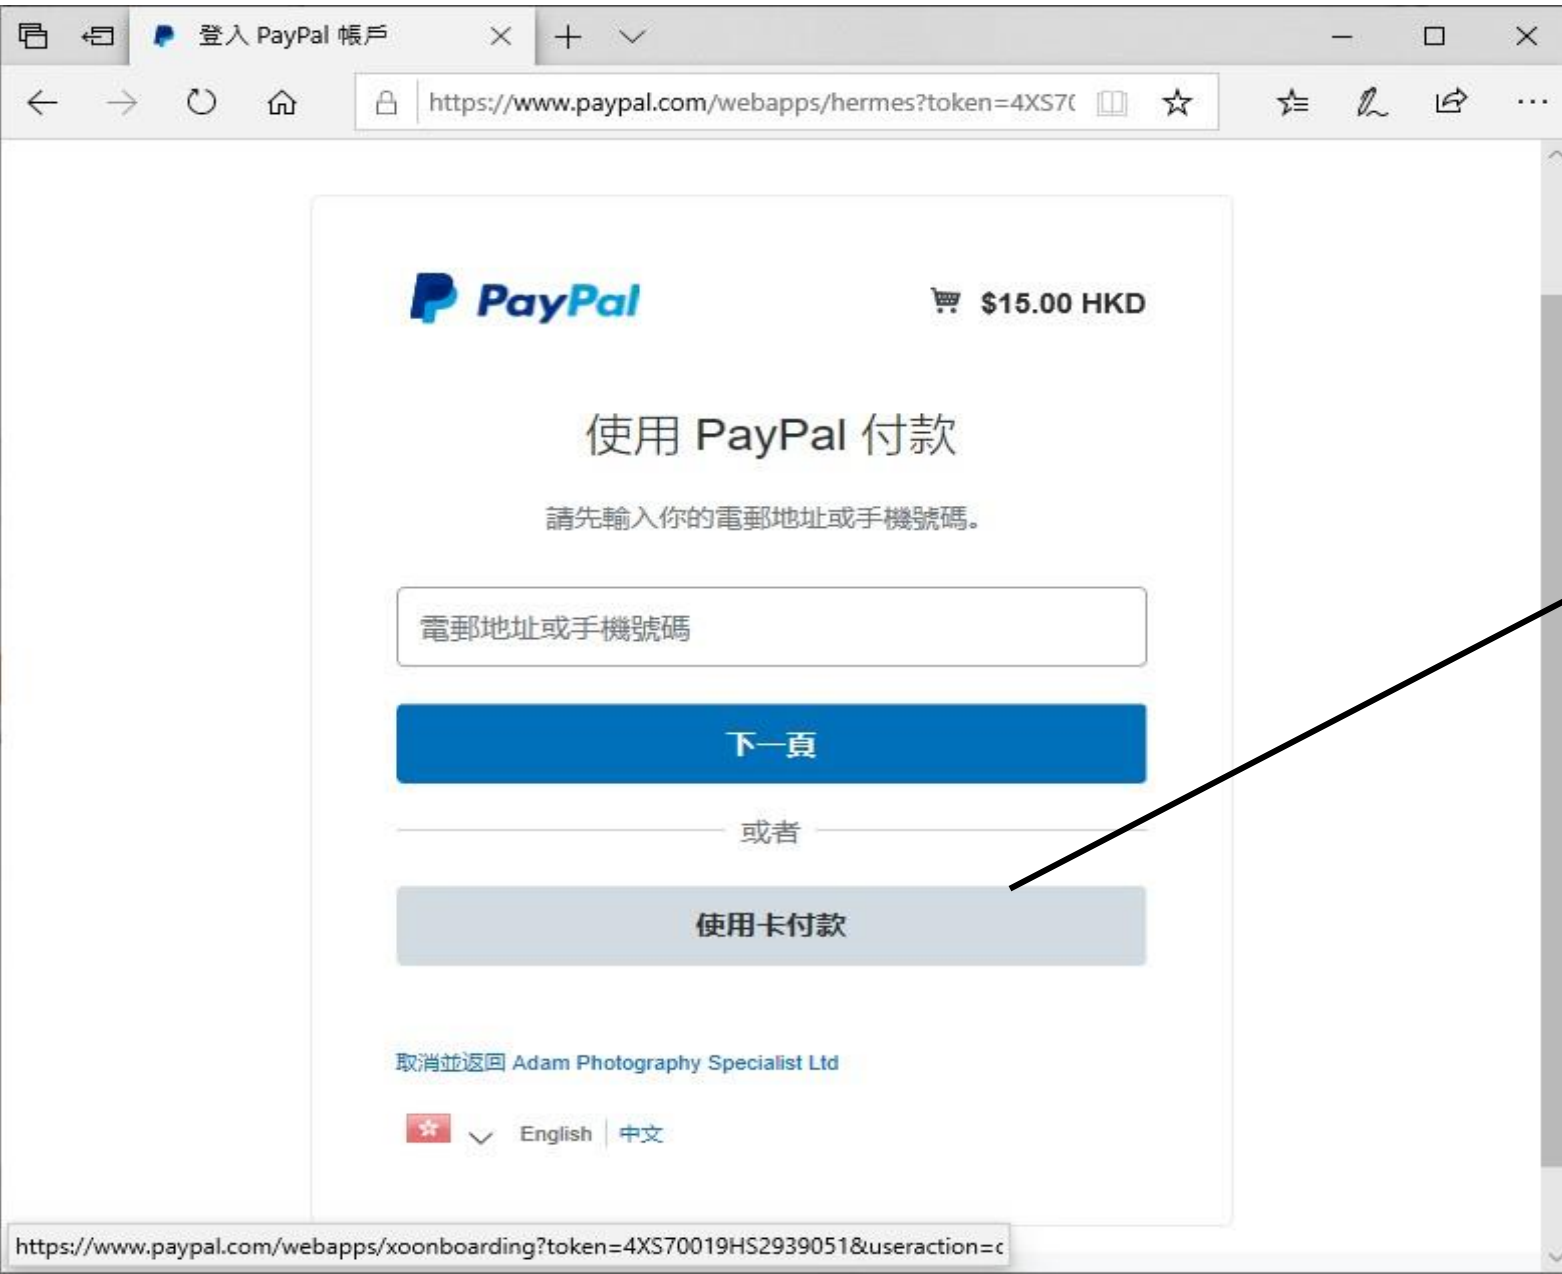 登入 PayPal 帳戶
https://www.paypal.com/webapps/hermes?token=4XS7(
PayPal
$15.00 HKD
使用 PayPal 付款
請先輸入你的電郵地址或手機號碼。
電郵地址或手機號碼
下一頁
或者
使用卡付款
取消並返回 Adam Photography Specialist Ltd
English 中文
https://www.paypal.com/webapps/xoonboarding?token=4XS70019HS2939051&useraction=c